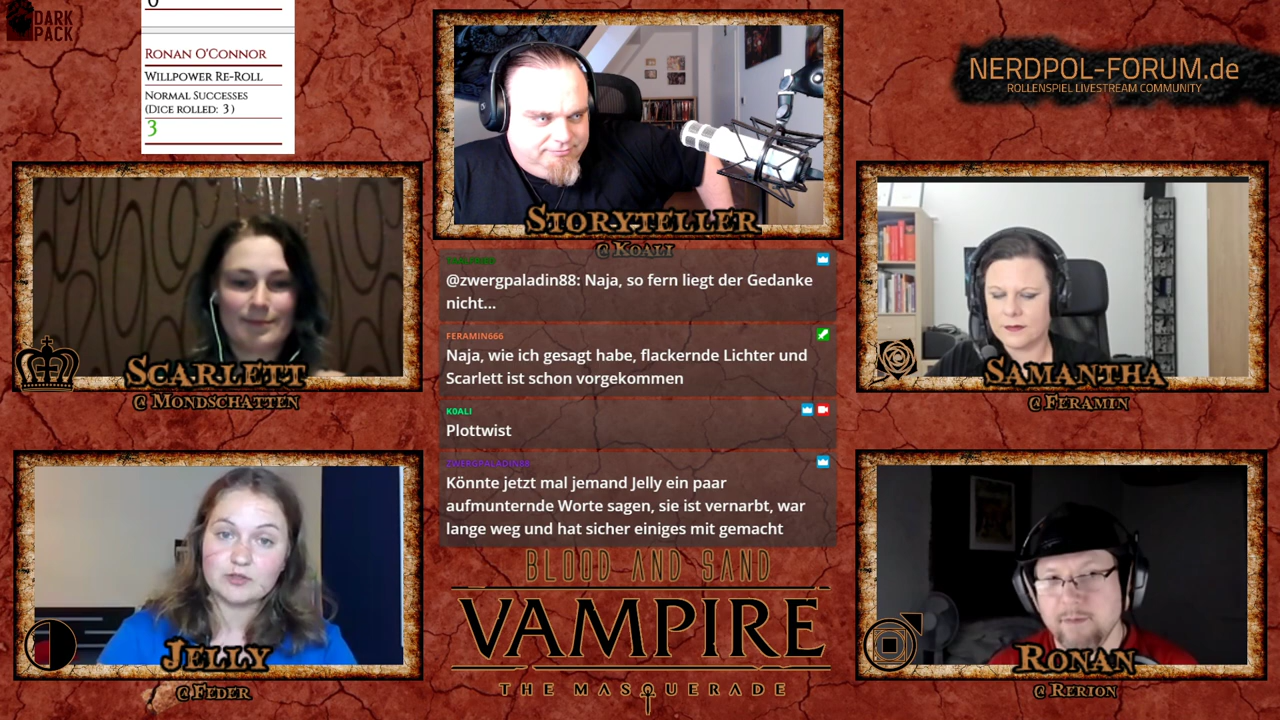 DARK
PACK
6
RONAN O'CONNOR
WILLPOWER RE-ROLL
NORMAL SUCCESSES
(DICE ROLLED: 3)
3
NERDPOL-FORUM.de
ROLLENSPIEL LIVESTREAM COMMUNITY
STORYTELLER
@ KOALI
SCARLETT
@ MONDSCHATTEN
SAMANTHA
@ FERAMIN
@zwergpaladin88: Naja, so fern liegt der Gedanke
nicht...
FERAMIN666
Naja, wie ich gesagt habe, flackernde Lichter und
Scarlett ist schon vorgekommen
K0ALI
Plottwist
ZWERGPALADIN88
Könnte jetzt mal jemand Jelly ein paar
aufmunternde Worte sagen, sie ist vernarbt, war
lange weg und hat sicher einiges mit gemacht
JELLY
@ FEDER
RONAN
@ RERION
BLOOD AND SAND
VAMPIRE
THE MASQUERADE